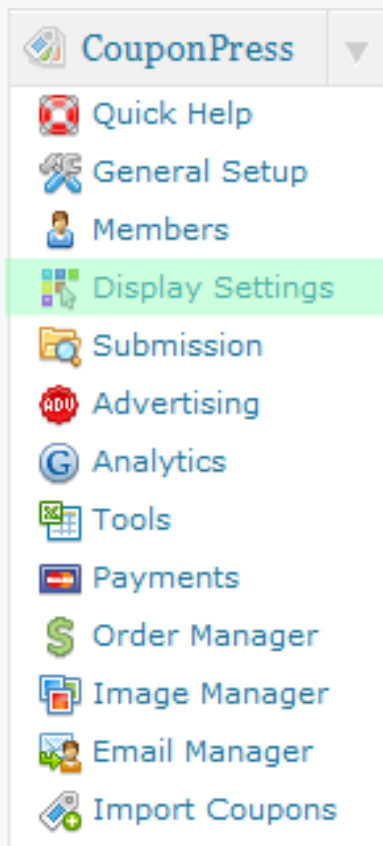 CouponPress
Quick Help
General Setup
Members
Display Settings
Submission
ADV Advertising
G Analytics
Tools
Payments
$ Order Manager
Image Manager
Email Manager
Import Coupons